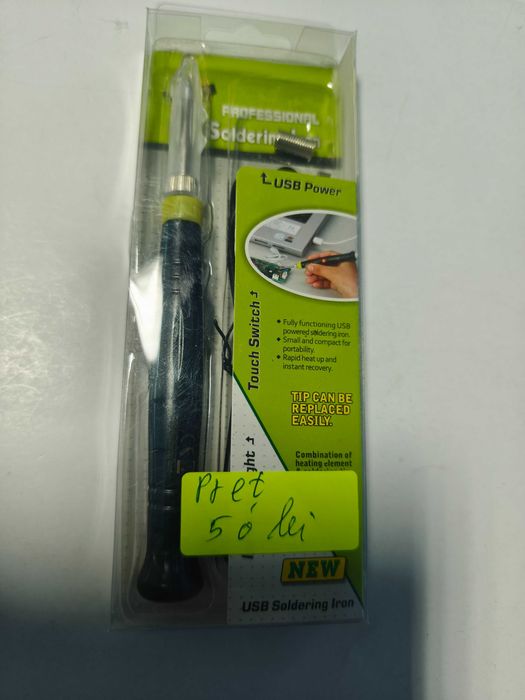 PROFESSIONAL
Soldering Iron
USB Power
Touch Switch
Fully functioning USB
powered soldering iron.
Small and compact for
portability.
Rapid heat up and
instant recovery.
TIP CAN BE
REPLACED
EASILY.
Combination of
heating element
Preț
50 lei
NEW
USB Soldering Iron